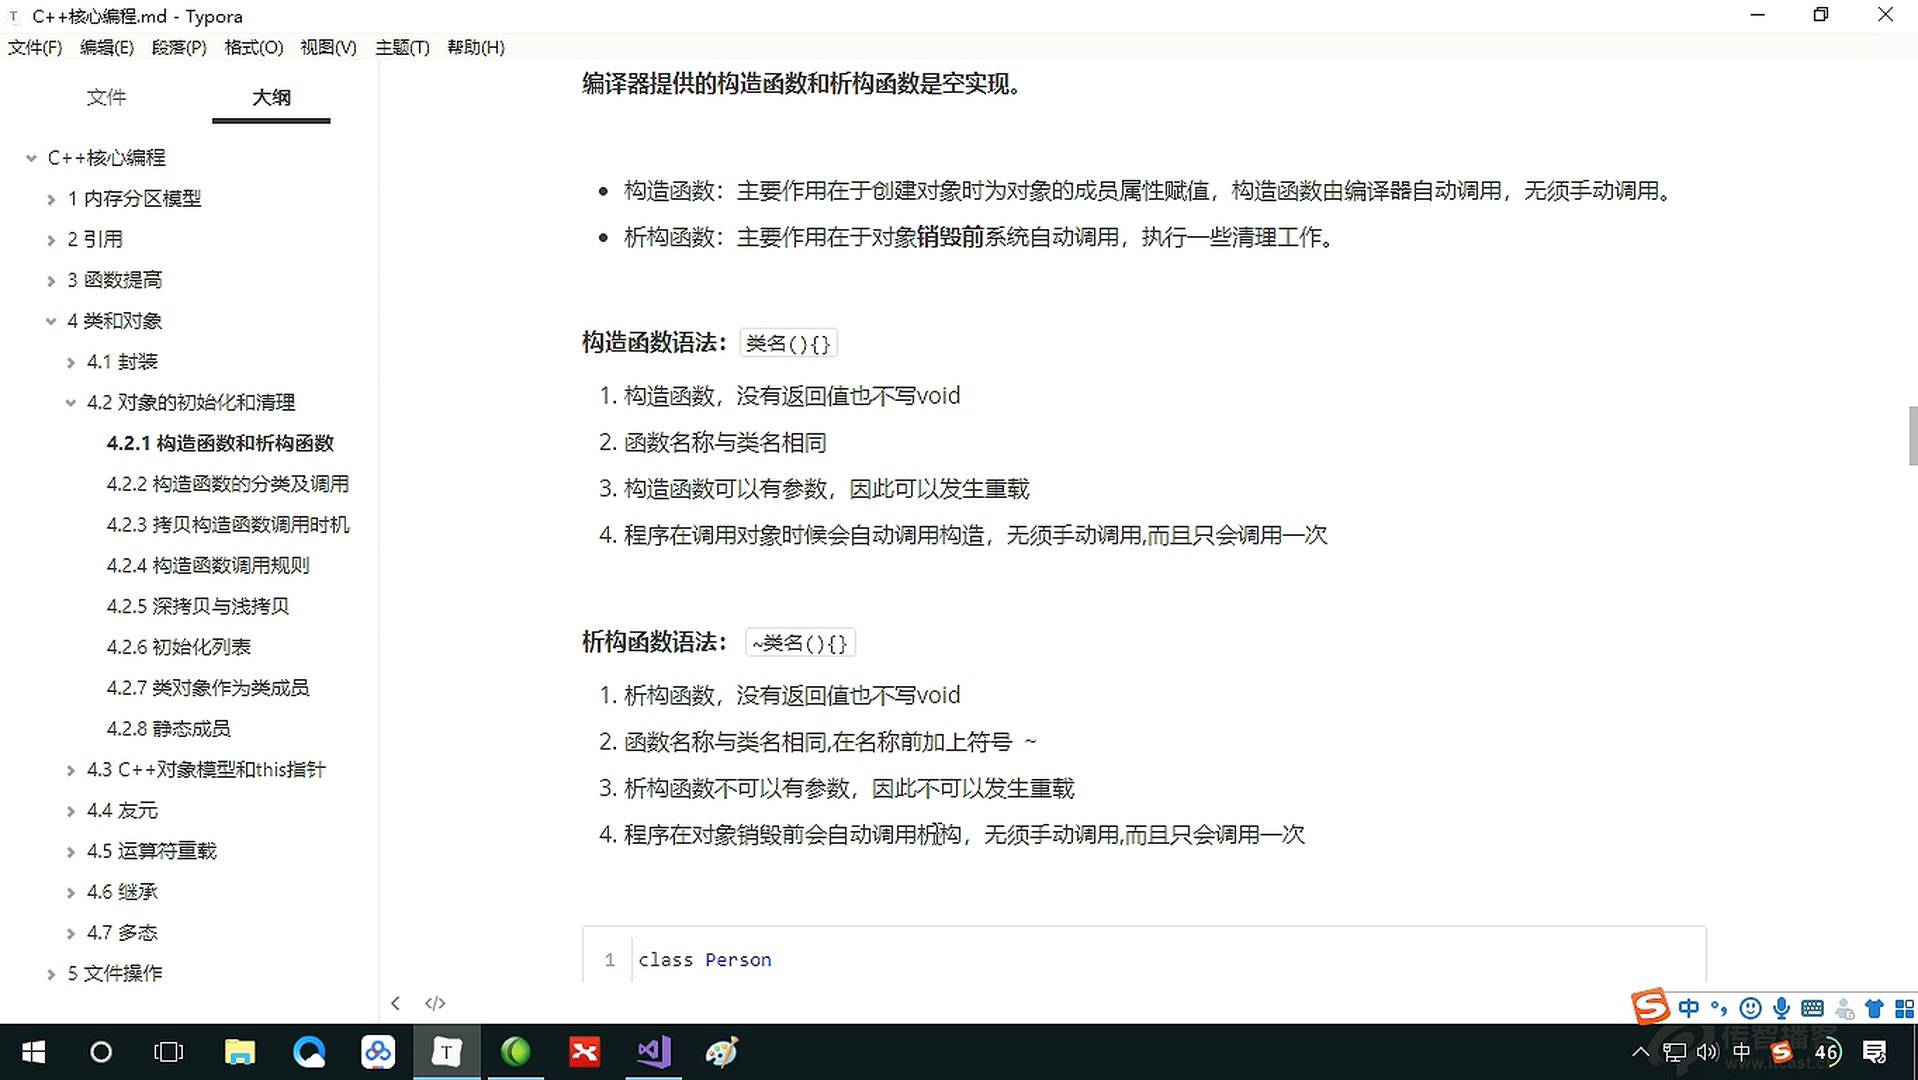 C++核心编程.md - Typora
文件(F) 编辑(E) 段落(P) 格式(O) 视图(V) 主题(T) 帮助(H)
文件 大纲
C++核心编程
1 内存分区模型
2 引用
3 函数提高
4 类和对象
4.1 封装
4.2 对象的初始化和清理
4.2.1 构造函数和析构函数
4.2.2 构造函数的分类及调用
4.2.3 拷贝构造函数调用时机
4.2.4 构造函数调用规则
4.2.5 深拷贝与浅拷贝
4.2.6 初始化列表
4.2.7 类对象作为类成员
4.2.8 静态成员
4.3 C++对象模型和this指针
4.4 友元
4.5 运算符重载
4.6 继承
4.7 多态
5 文件操作
编译器提供的构造函数和析构函数是空实现。
构造函数：主要作用在于创建对象时为对象的成员属性赋值，构造函数由编译器自动调用，无须手动调用。
析构函数：主要作用在于对象销毁前系统自动调用，执行一些清理工作。
构造函数语法： 类名(){}
1. 构造函数，没有返回值也不写void
2. 函数名称与类名相同
3. 构造函数可以有参数，因此可以发生重载
4. 程序在调用对象时候会自动调用构造，无须手动调用,而且只会调用一次
析构函数语法： ~类名(){}
1. 析构函数，没有返回值也不写void
2. 函数名称与类名相同,在名称前加上符号 ~
3. 析构函数不可以有参数，因此不可以发生重载
4. 程序在对象销毁前会自动调用析构，无须手动调用,而且只会调用一次
1 class Person
</>
中
中 46
传智播客
www.itcast.c